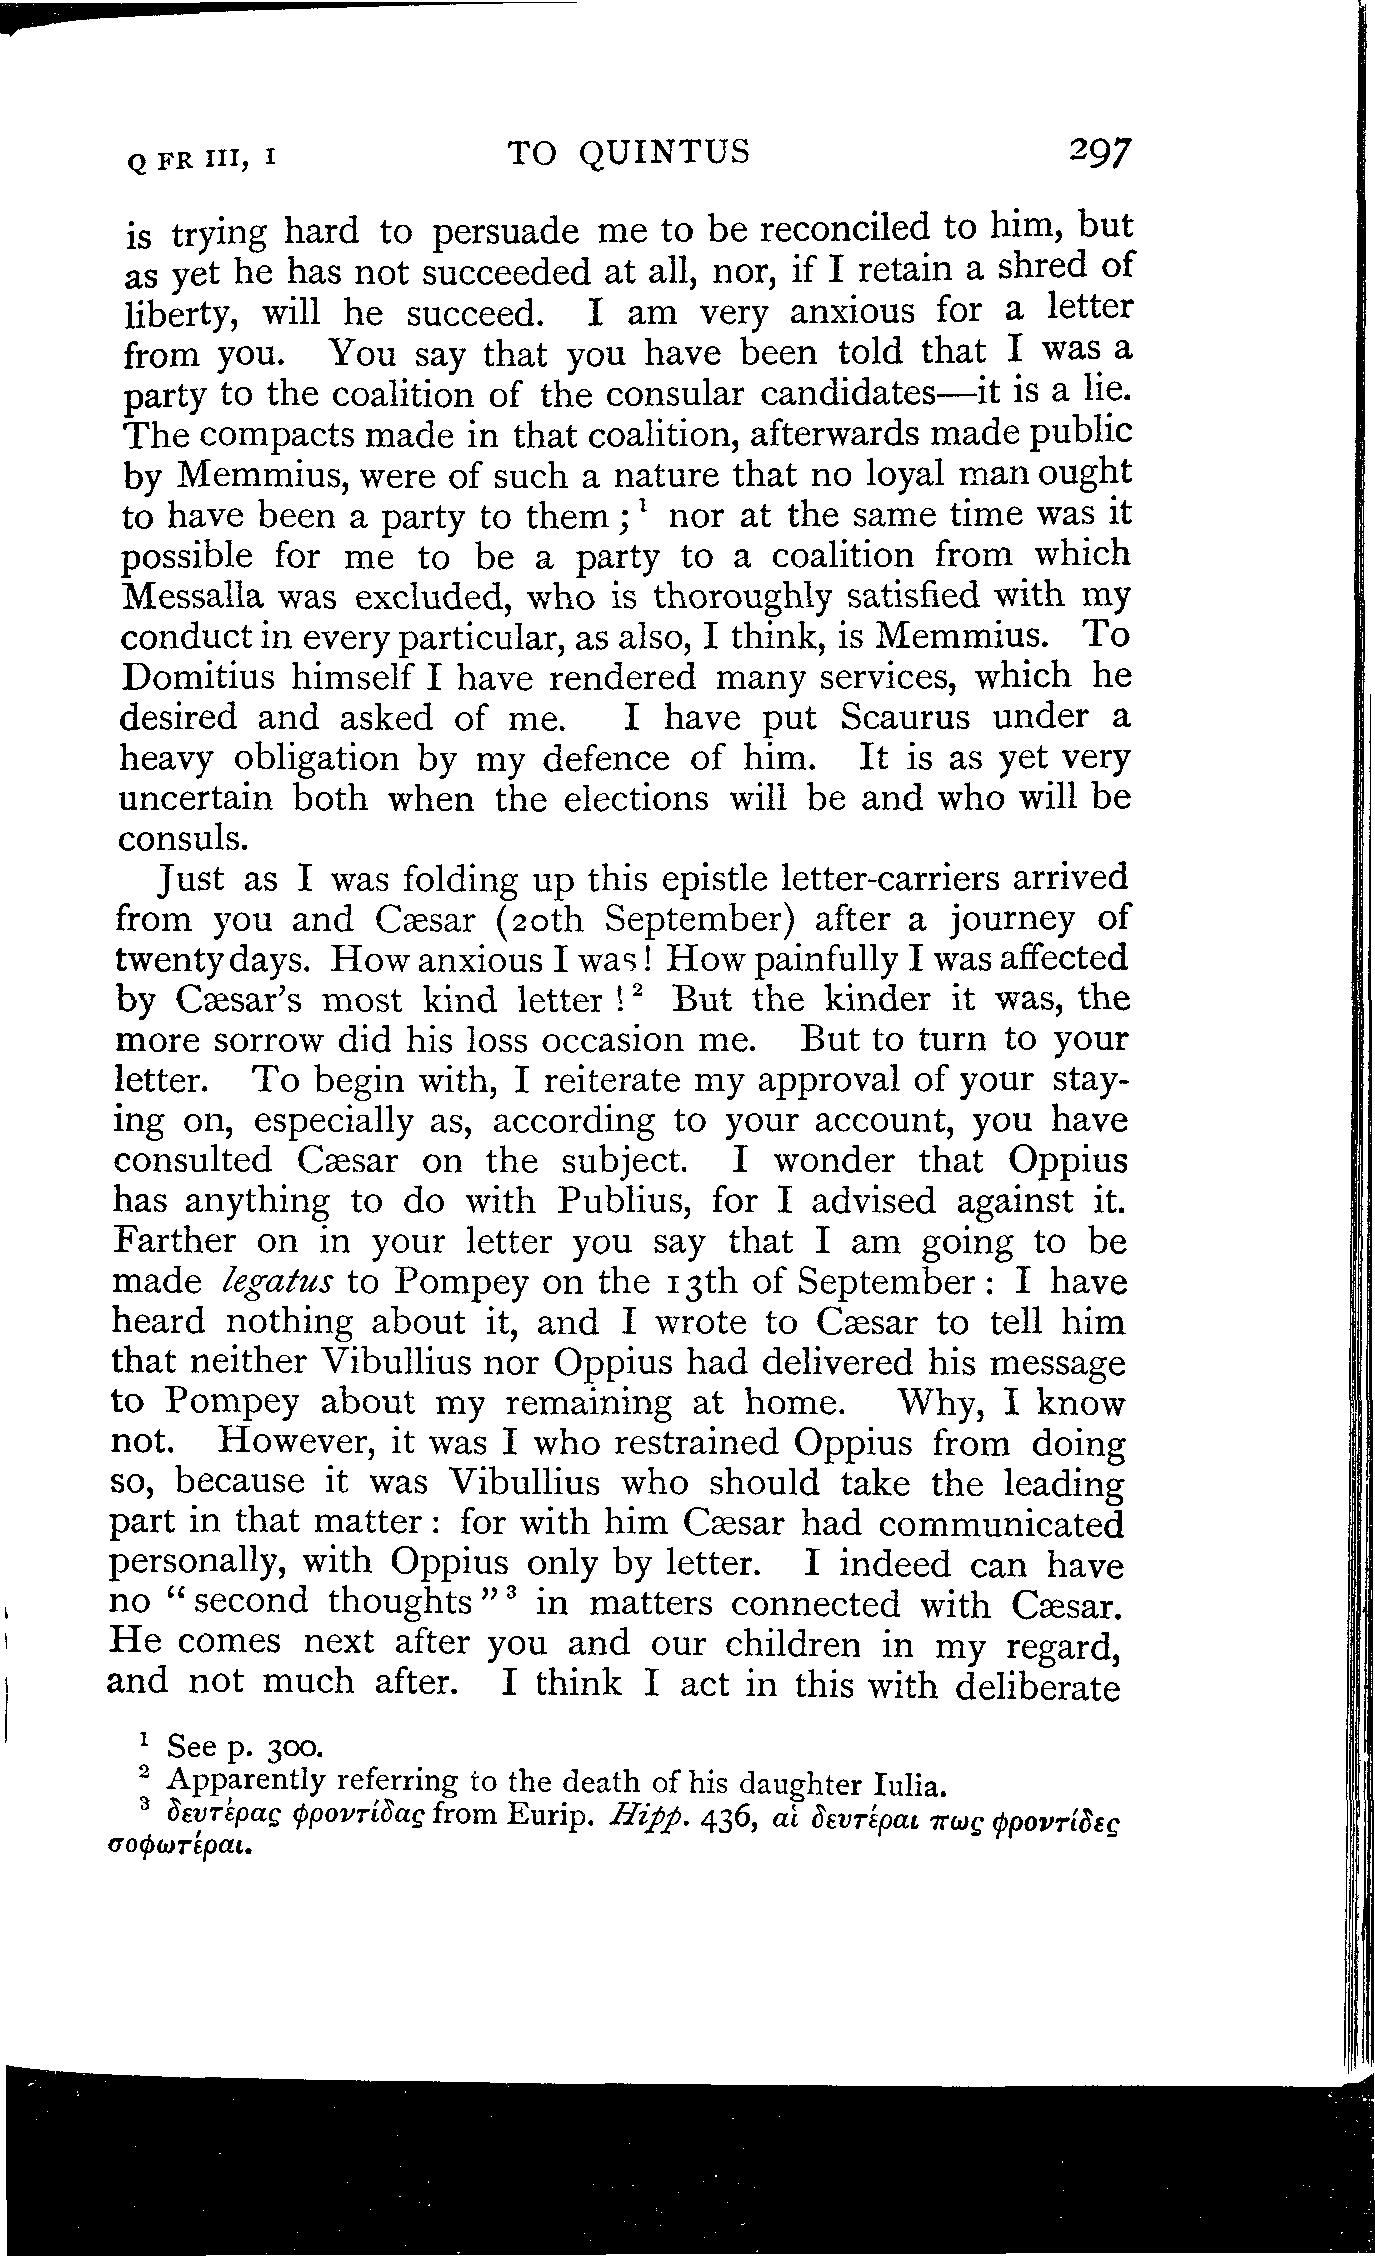 Q FR III, I TO QUINTUS 297
is trying hard to persuade me to be reconciled to him, but
as yet he has not succeeded at all, nor, if I retain a shred of
liberty, will he succeed. I am very anxious for a letter
from you. You say that you have been told that I was a
party to the coalition of the consular candidates—it is a lie.
The compacts made in that coalition, afterwards made public
by Memmius, were of such a nature that no loyal man ought
to have been a party to them ;¹ nor at the same time was it
possible for me to be a party to a coalition from which
Messalla was excluded, who is thoroughly satisfied with my
conduct in every particular, as also, I think, is Memmius. To
Domitius himself I have rendered many services, which he
desired and asked of me. I have put Scaurus under a
heavy obligation by my defence of him. It is as yet very
uncertain both when the elections will be and who will be
consuls.
Just as I was folding up this epistle letter-carriers arrived
from you and Cæsar (20th September) after a journey of
twenty days. How anxious I was! How painfully I was affected
by Cæsar's most kind letter !² But the kinder it was, the
more sorrow did his loss occasion me. But to turn to your
letter. To begin with, I reiterate my approval of your stay-
ing on, especially as, according to your account, you have
consulted Cæsar on the subject. I wonder that Oppius
has anything to do with Publius, for I advised against it.
Farther on in your letter you say that I am going to be
made legatus to Pompey on the 13th of September : I have
heard nothing about it, and I wrote to Cæsar to tell him
that neither Vibullius nor Oppius had delivered his message
to Pompey about my remaining at home. Why, I know
not. However, it was I who restrained Oppius from doing
so, because it was Vibullius who should take the leading
part in that matter : for with him Cæsar had communicated
personally, with Oppius only by letter. I indeed can have
no “ second thoughts ”³ in matters connected with Cæsar.
He comes next after you and our children in my regard,
and not much after. I think I act in this with deliberate
¹ See p. 300.
² Apparently referring to the death of his daughter Iulia.
³ δευτέρας φροντίδας from Eurip. Hipp. 436, αἱ δευτέραι πως φροντίδες
σοφωτέραι.